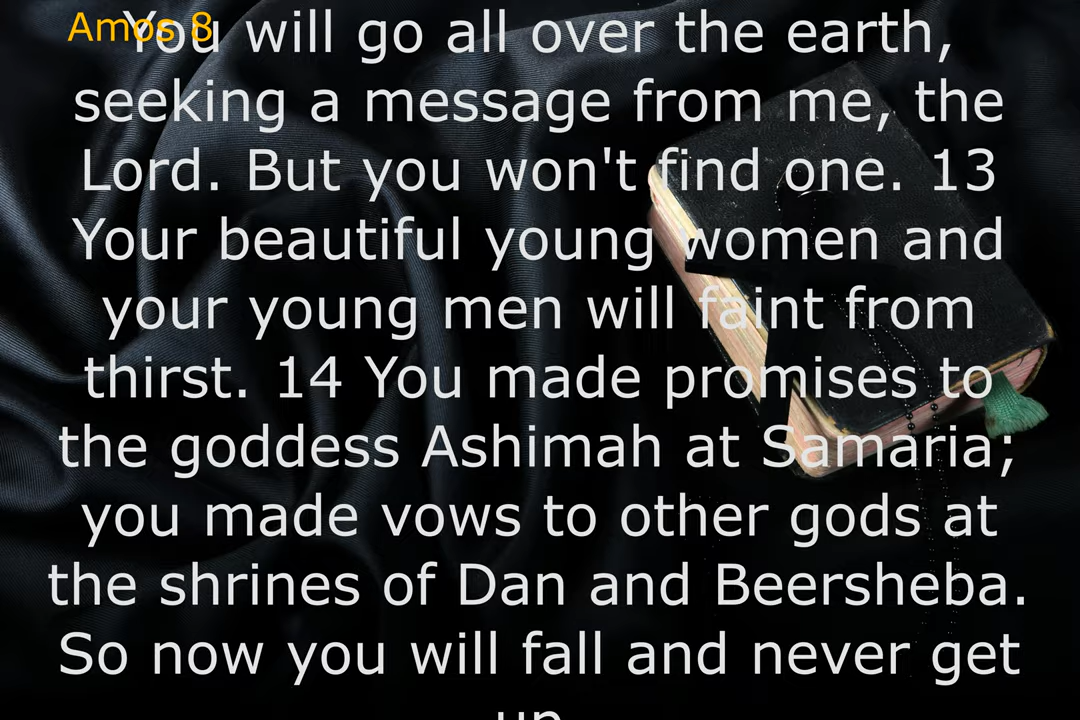 Amos 8
You will go all over the earth,
seeking a message from me, the
Lord. But you won't find one. 13
Your beautiful young women and
your young men will faint from
thirst. 14 You made promises to
the goddess Ashimah at Samaria;
you made vows to other gods at
the shrines of Dan and Beersheba.
So now you will fall and never get
up.